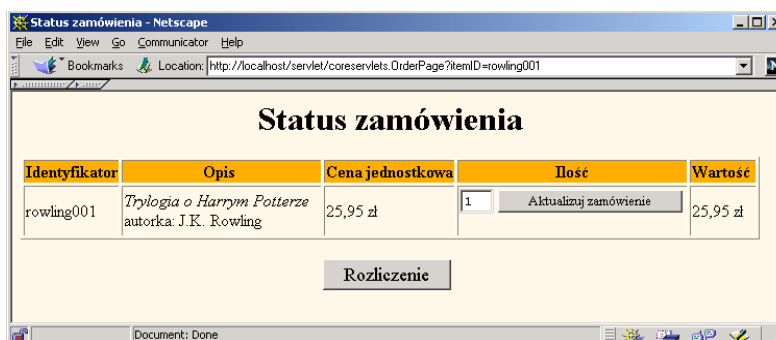 Status zamówienia - Netscape
File Edit View Go Communicator Help
Bookmarks Location: http://localhost/servlet/coreservlets.OrderPage?itemID=rowling001
Status zamówienia
Identyfikator Opis Cena jednostkowa Ilość Wartość
rowling001 Trylogia o Harrym Potterze 25,95 zł 1 Aktualizuj zamówienie 25,95 zł
autorka: J.K. Rowling
Rozliczenie
Document: Done